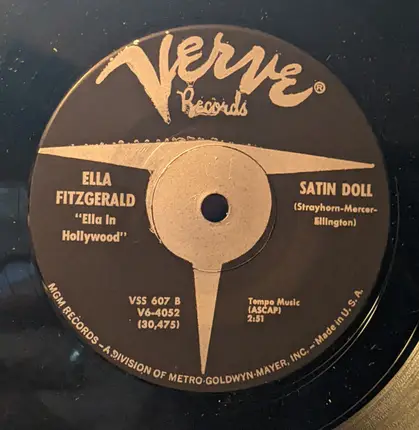 Verve®
Records
ELLA
FITZGERALD
"Ella in
Hollywood"
SATIN DOLL
(Strayhorn-Mercer-
Ellington)
VSS 607 B
V6-4052
(30,475)
Tempo Music
(ASCAP)
2:51
MGM RECORDS – A DIVISION OF METRO-GOLDWYN-MAYER, INC. – Made in U.S.A.